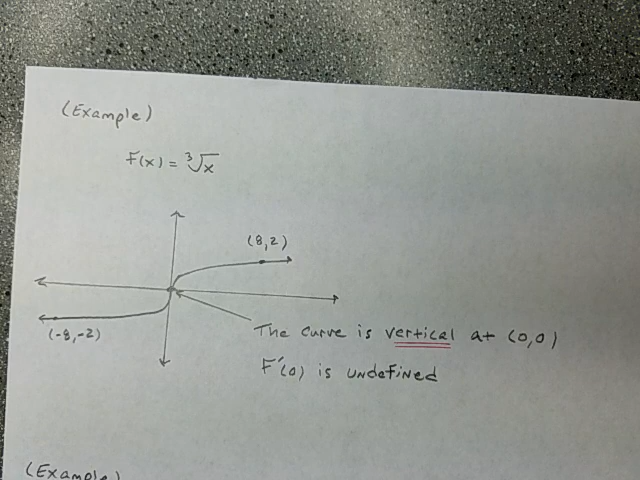 (Example)
F(x) = ∛x
(8,2)
(-8,-2)
The curve is vertical at (0,0)
F'(0) is undefined
(Example)